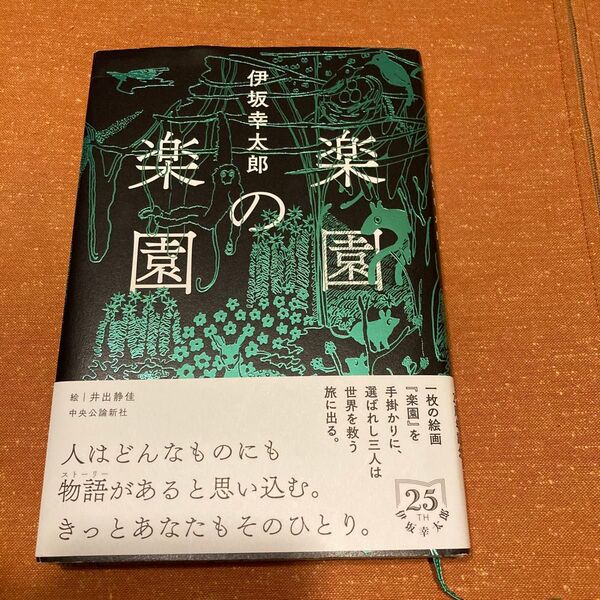 伊坂幸太郎
楽園
の
楽園
絵｜井出静佳
中央公論新社
一枚の絵画
『楽園』を
手掛かりに、
選ばれし三人は
世界を救う
旅に出る。
人はどんなものにも
ストーリー
物語があると思い込む。
きっとあなたもそのひとり。
25
TH
伊坂幸太郎